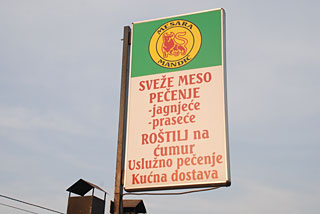 MESARA
MANDIĆ
SVEŽE MESO
PEČENJE
-jagnjeće
-praseće
ROŠTILJ na
ćumur
Uslužno pečenje
Kućna dostava